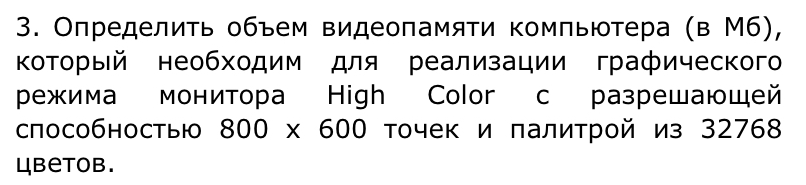 3. Определить объем видеопамяти компьютера (в Мб),
который необходим для реализации графического
режима монитора High Color с разрешающей
способностью 800 x 600 точек и палитрой из 32768
цветов.